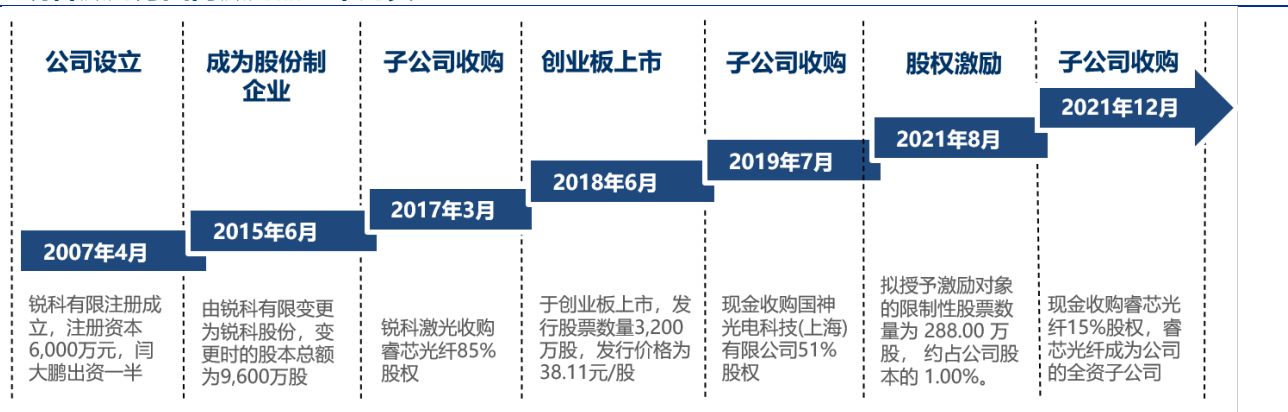 公司设立
2007年4月
锐科有限注册成
立，注册资本
6,000万元，闫
大鹏出资一半
成为股份制
企业
2015年6月
由锐科有限变更
为锐科股份，变
更时的股本总额
为9,600万股
子公司收购
2017年3月
锐科激光收购
睿芯光纤85%
股权
创业板上市
2018年6月
于创业板上市，发
行股票数量3,200
万股，发行价格为
38.11元/股
子公司收购
2019年7月
现金收购国神
光电科技(上海)
有限公司51%
股权
股权激励
2021年8月
拟授予激励对象
的限制性股票数
量为 288.00 万
股， 约占公司股
本的 1.00%。
子公司收购
2021年12月
现金收购睿芯光
纤15%股权，睿
芯光纤成为公司
的全资子公司